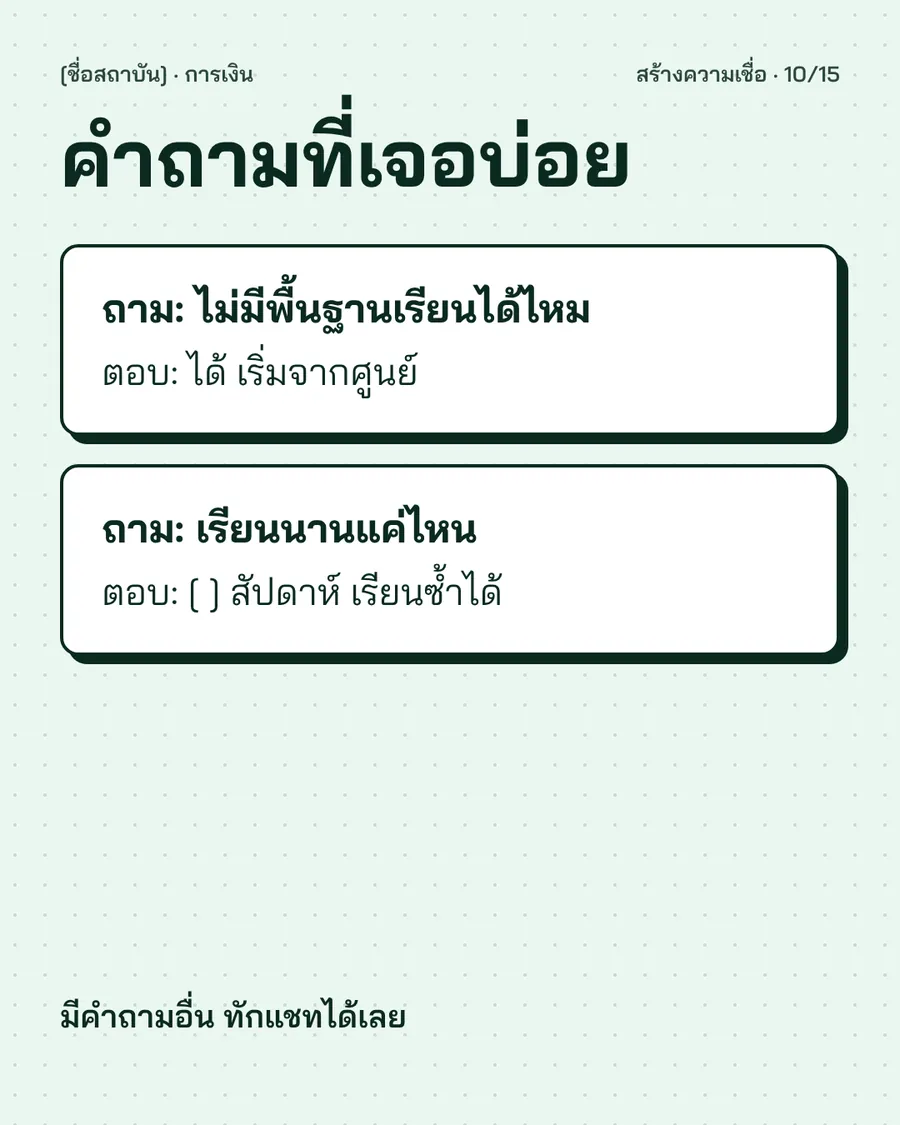 [ชื่อสถาบัน] · การเงิน
สร้างความเชื่อ · 10/15
คำถามที่เจอบ่อย
ถาม: ไม่มีพื้นฐานเรียนได้ไหม
ตอบ: ได้ เริ่มจากศูนย์
ถาม: เรียนนานแค่ไหน
ตอบ: [ ] สัปดาห์ เรียนซ้ำได้
มีคำถามอื่น ทักแชทได้เลย